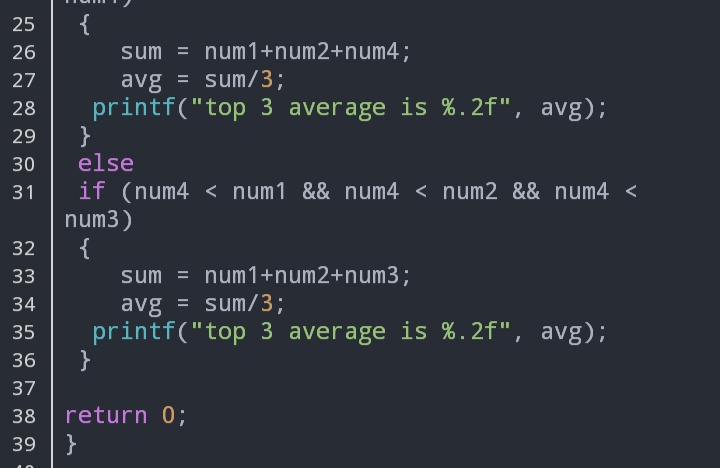 25 {
26 sum = num1+num2+num4;
27 avg = sum/3;
28 printf("top 3 average is %.2f", avg);
29 }
30 else
31 if (num4 < num1 && num4 < num2 && num4 <
num3)
32 {
33 sum = num1+num2+num3;
34 avg = sum/3;
35 printf("top 3 average is %.2f", avg);
36 }
37
38 return 0;
39 }